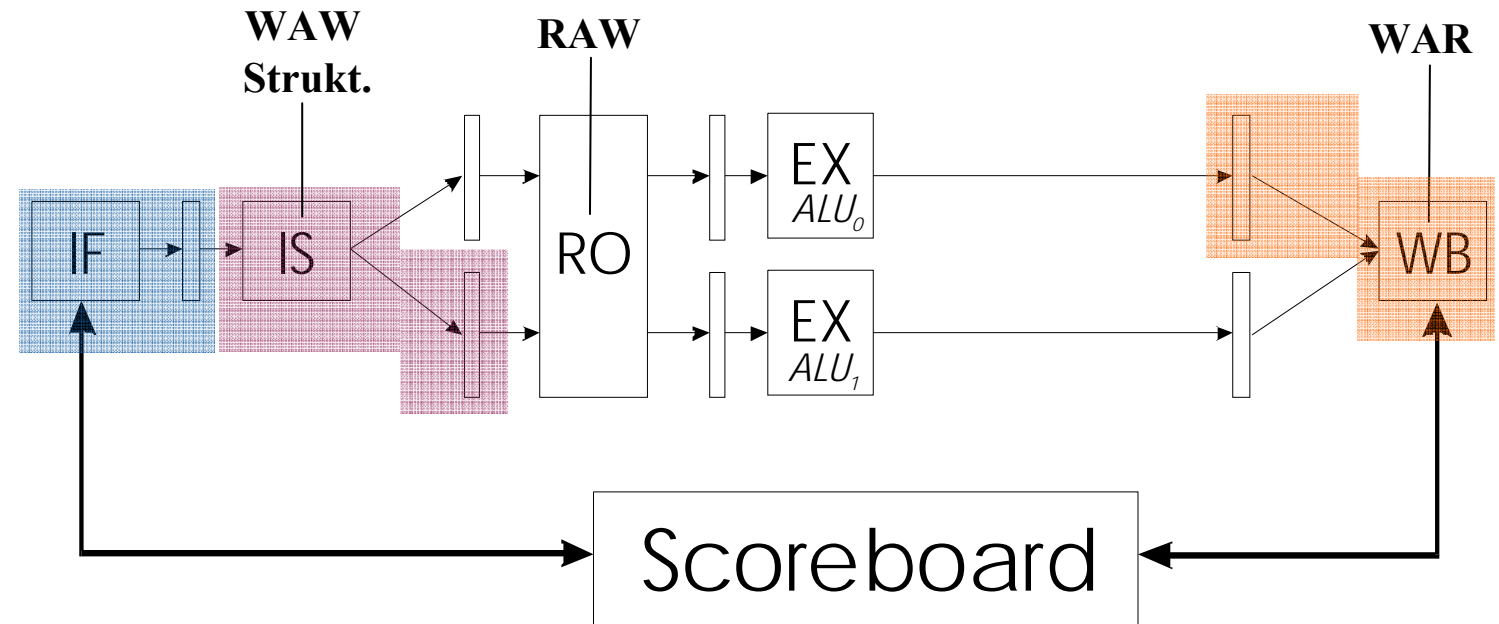 WAW
Strukt.
RAW
WAR
IF
IS
RO
EX
ALU₀
EX
ALU₁
WB
Scoreboard